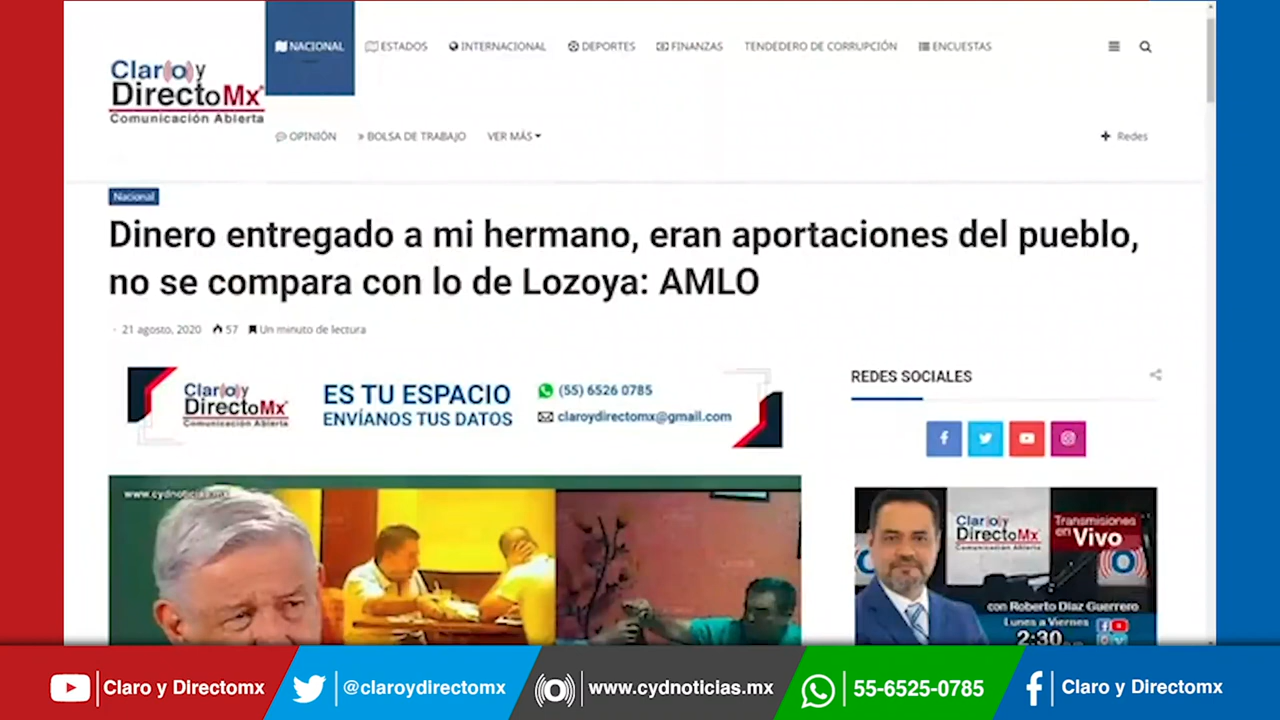 NACIONAL
ESTADOS
INTERNACIONAL
DEPORTES
FINANZAS
TENDEDERO DE CORRUPCIÓN
ENCUESTAS
Claro y
DirectoMx
Comunicación Abierta
OPINIÓN
» BOLSA DE TRABAJO
VER MÁS
+ Redes
Nacional
Dinero entregado a mi hermano, eran aportaciones del pueblo,
no se compara con lo de Lozoya: AMLO
- 21 agosto, 2020 57 Un minuto de lectura
Claro y
DirectoMx
Comunicación Abierta
ES TU ESPACIO
ENVÍANOS TUS DATOS
(55) 6526 0785
claroydirectomx@gmail.com
REDES SOCIALES
www.cydnoticias.mx
Claro y
DirectoMx
Comunicación Abierta
Transmisiones
en Vivo
con Roberto Díaz Guerrero
Lunes a Viernes
2:30
Claro y Directomx
@claroydirectomx
www.cydnoticias.mx
55-6525-0785
Claro y Directomx